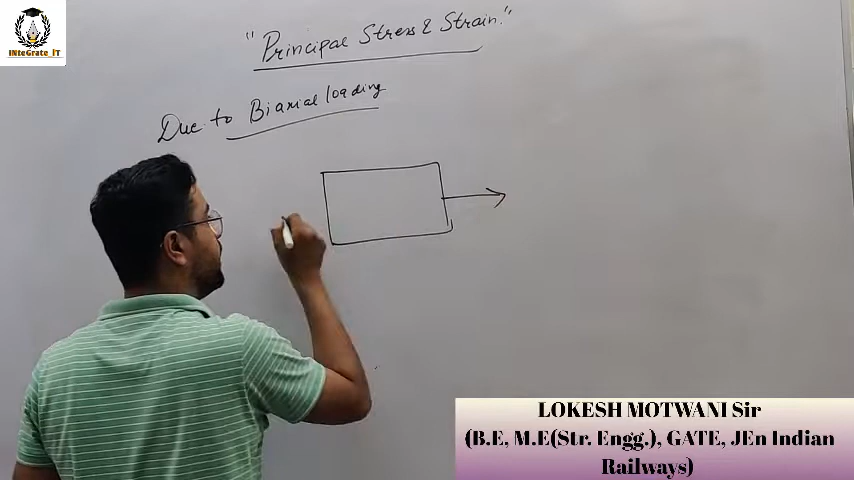 INteGrate_iT
"Principal Stress & Strain."
Due to Biaxial loading
LOKESH MOTWANI Sir
(B.E, M.E(Str. Engg.), GATE, JEn Indian
Railways)